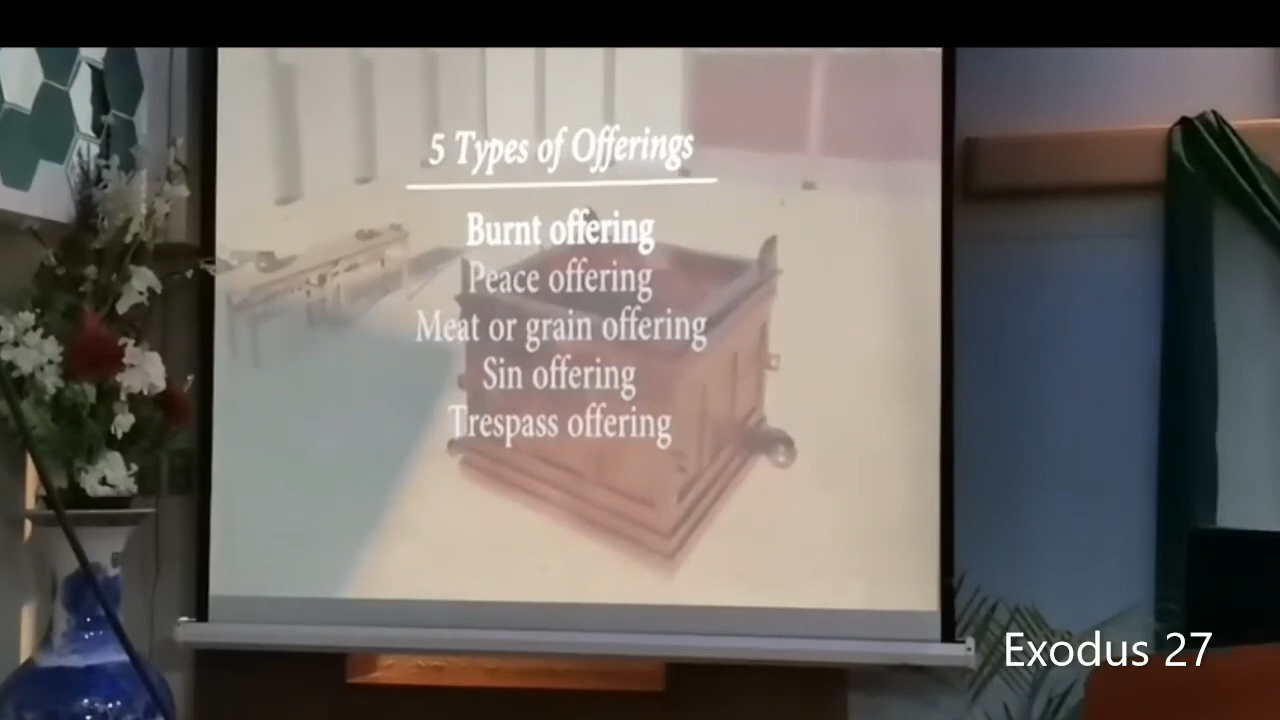 5 Types of Offerings
Burnt offering
Peace offering
Meat or grain offering
Sin offering
Trespass offering
Exodus 27